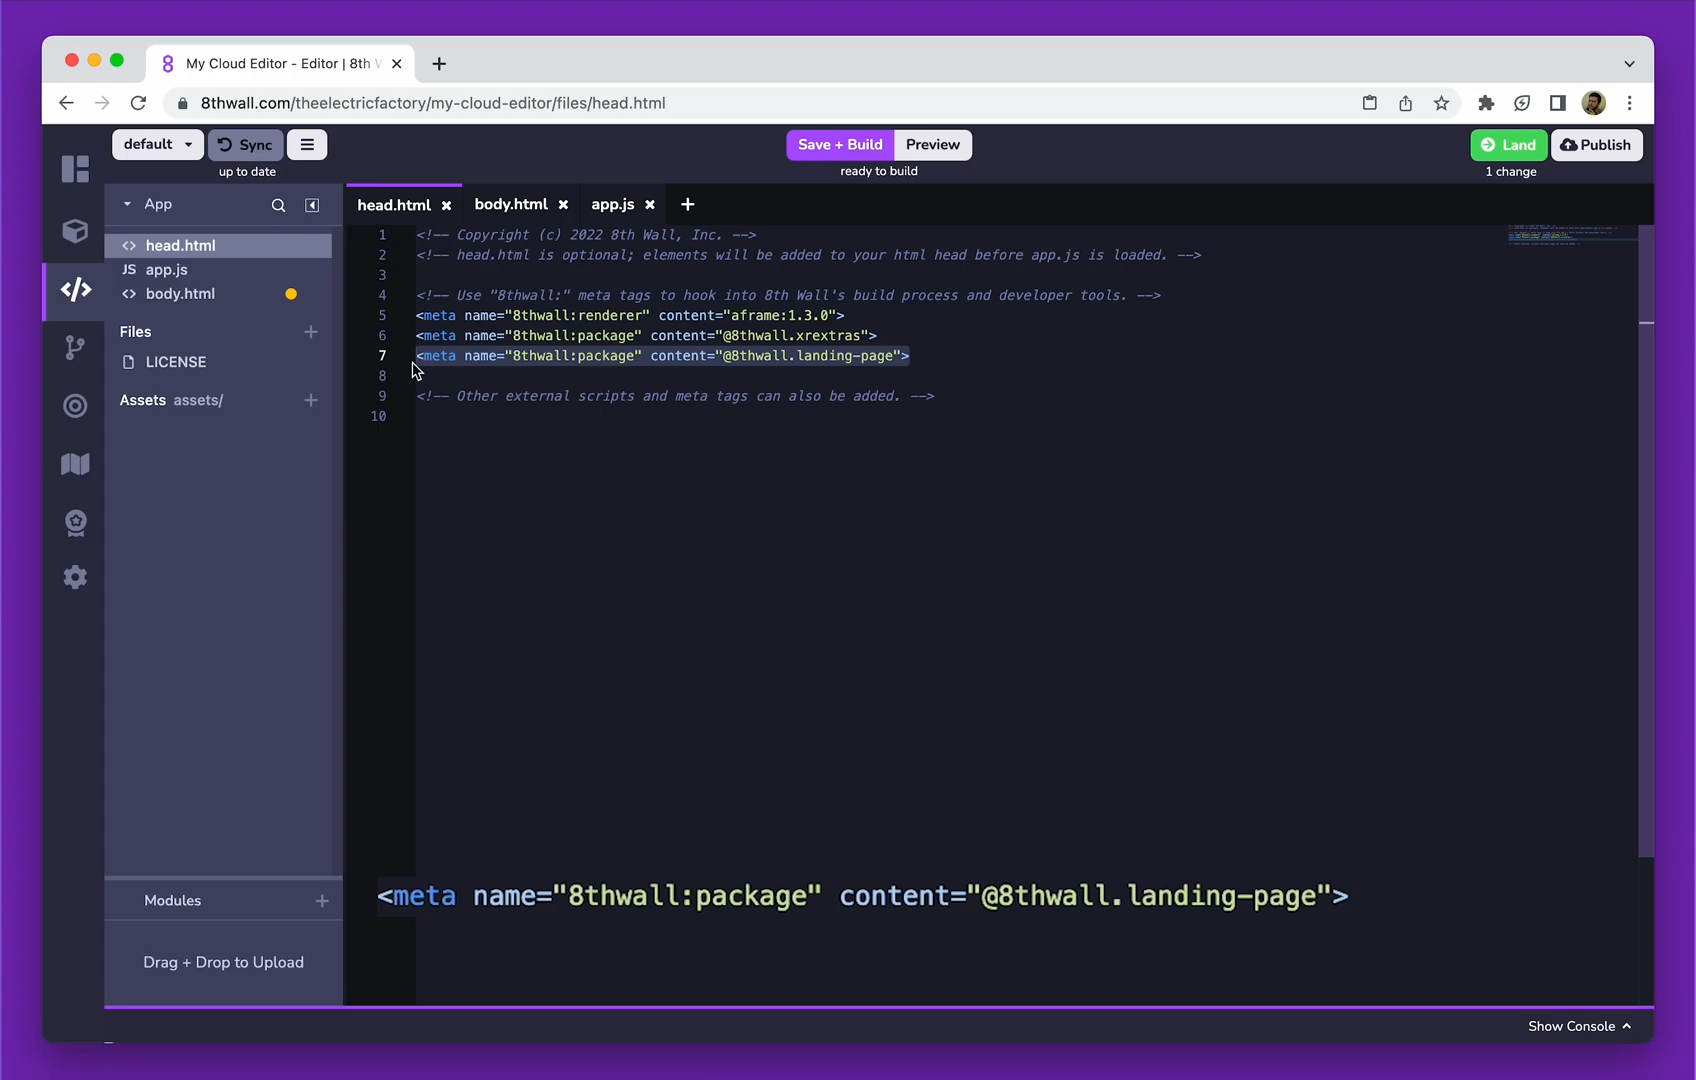 My Cloud Editor - Editor | 8th
8thwall.com/theelectricfactory/my-cloud-editor/files/head.html
default
Sync
up to date
Save + Build
Preview
ready to build
Land
1 change
Publish
App
head.html
JS app.js
body.html
Files
LICENSE
Assets assets/
Modules
Drag + Drop to Upload
head.html
body.html
app.js
1 <!-- Copyright (c) 2022 8th Wall, Inc. -->
2 <!-- head.html is optional; elements will be added to your html head before app.js is loaded. -->
3
4 <!-- Use "8thwall:" meta tags to hook into 8th Wall's build process and developer tools. -->
5 <meta name="8thwall:renderer" content="aframe:1.3.0">
6 <meta name="8thwall:package" content="@8thwall.xrextras">
7 <meta name="8thwall:package" content="@8thwall.landing-page">
8
9 <!-- Other external scripts and meta tags can also be added. -->
10
<meta name="8thwall:package" content="@8thwall.landing-page">
Show Console